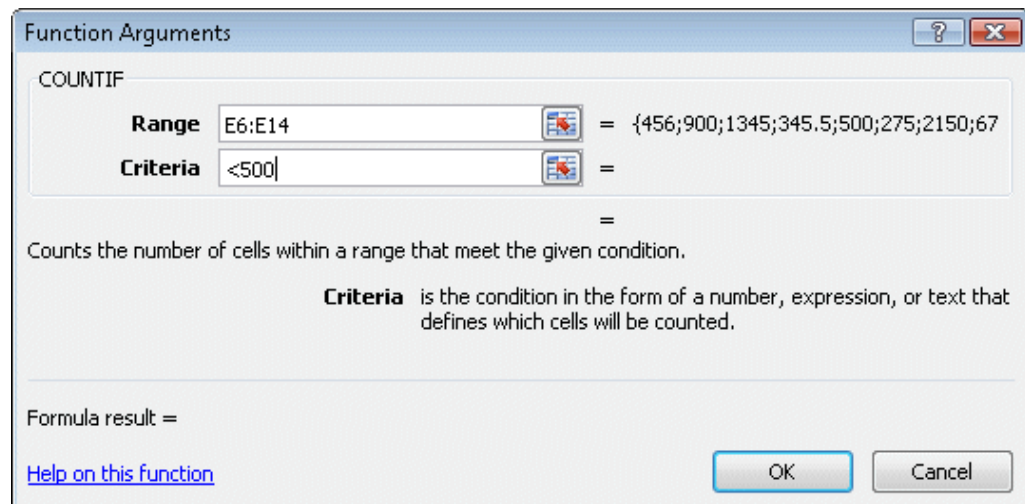 Function Arguments
COUNTIF
Range E6:E14 = {456;900;1345;345.5;500;275;2150;67
Criteria <500 =
=
Counts the number of cells within a range that meet the given condition.
Criteria is the condition in the form of a number, expression, or text that
defines which cells will be counted.
Formula result =
Help on this function
OK Cancel